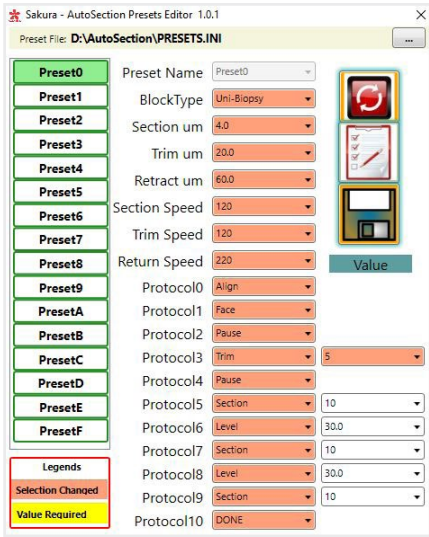 Sakura - AutoSection Presets Editor 1.0.1
Preset File: D:\AutoSection\PRESETS.INI ...
Preset0
Preset1
Preset2
Preset3
Preset4
Preset5
Preset6
Preset7
Preset8
Preset9
PresetA
PresetB
PresetC
PresetD
PresetE
PresetF
Legends
Selection Changed
Value Required
Preset Name Preset0
BlockType Uni-Biopsy
Section um 4.0
Trim um 20.0
Retract um 60.0
Section Speed 120
Trim Speed 120
Return Speed 220
Value
Protocol0 Align
Protocol1 Face
Protocol2 Pause
Protocol3 Trim 5
Protocol4 Pause
Protocol5 Section 10
Protocol6 Level 30.0
Protocol7 Section 10
Protocol8 Level 30.0
Protocol9 Section 10
Protocol10 DONE